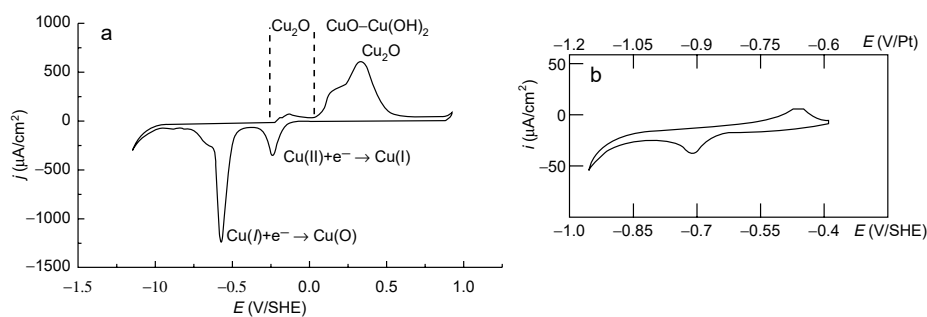 a
1000
500
0
−500
−1000
−1500
j (µA/cm²)
Cu₂O
CuO–Cu(OH)₂
Cu₂O
Cu(II)+e⁻ → Cu(I)
Cu(I)+e⁻ → Cu(O)
−1.5 −10 −0.5 0.0 0.5 1.0
E (V/SHE)
−1.2 −1.05 −0.9 −0.75 −0.6 E (V/Pt)
b
50
0
−50
i (µA/cm²)
−1.0 −0.85 −0.7 −0.55 −0.4 E (V/SHE)